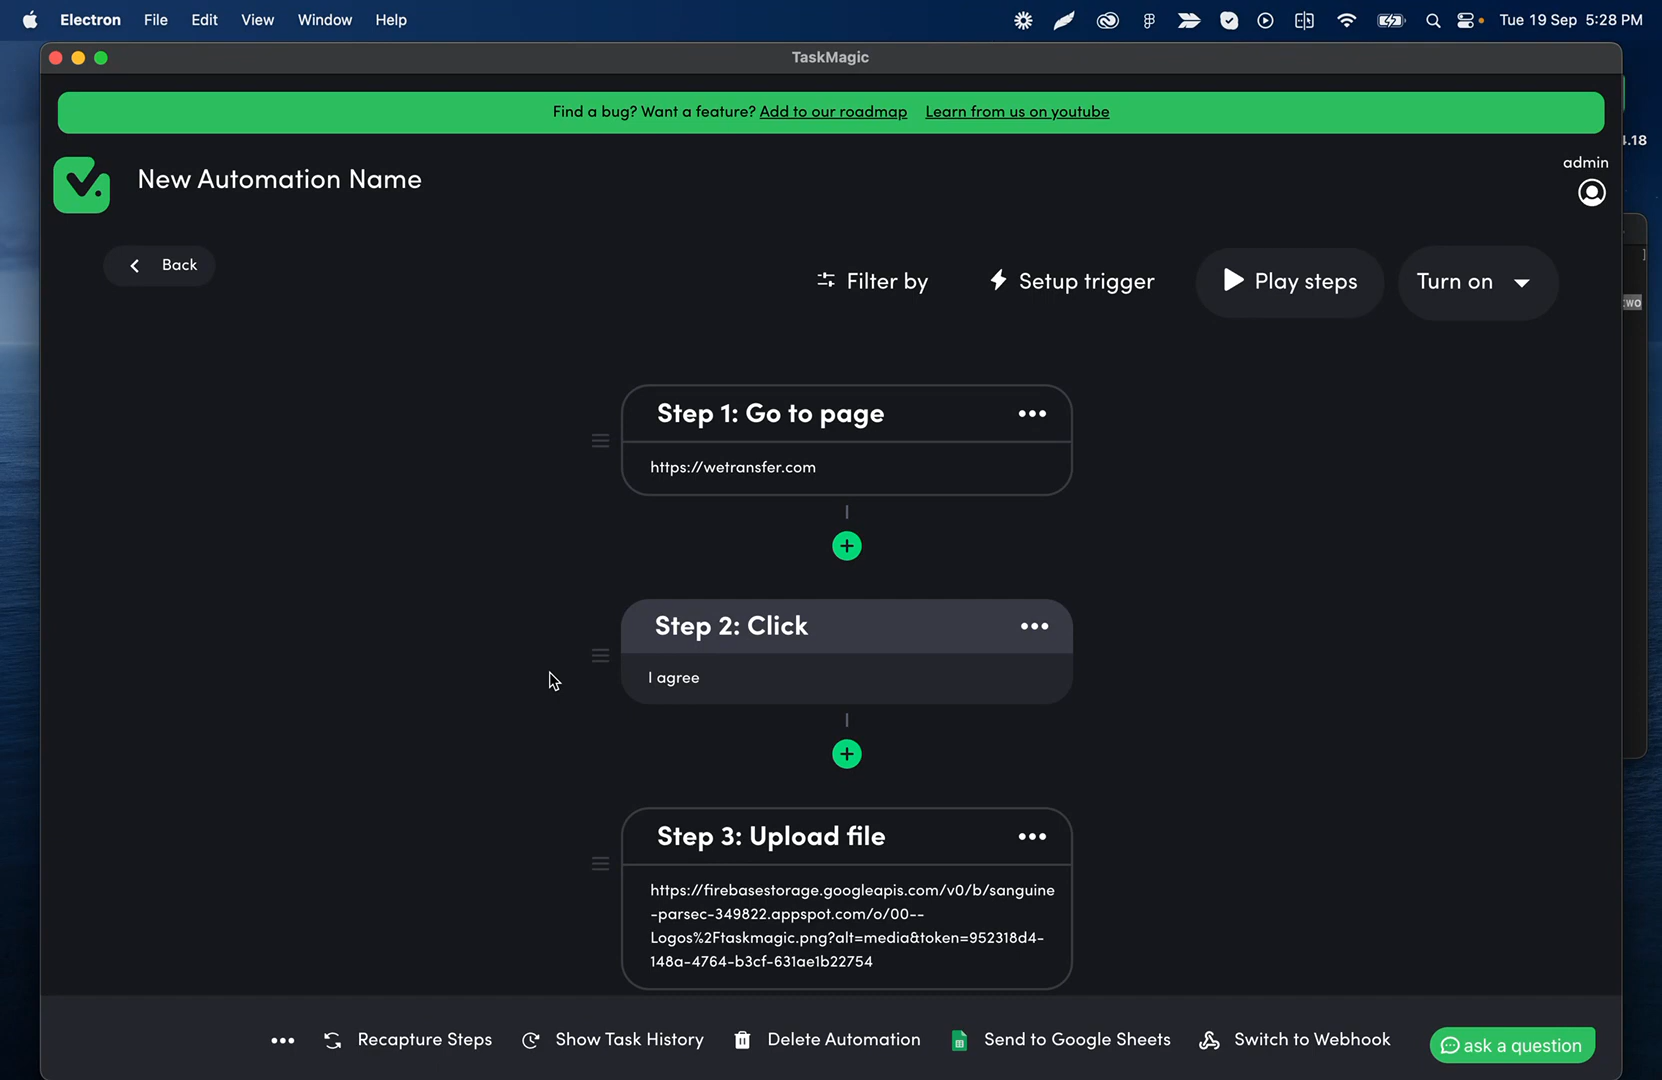 Electron File Edit View Window Help Tue 19 Sep 5:28 PM
TaskMagic
Find a bug? Want a feature? Add to our roadmap Learn from us on youtube
.18
New Automation Name
admin
Back
Filter by
Setup trigger
Play steps
Turn on
two
Step 1: Go to page
https://wetransfer.com
Step 2: Click
I agree
Step 3: Upload file
https://firebasestorage.googleapis.com/v0/b/sanguine
-parsec-349822.appspot.com/o/00--
Logos%2Ftaskmagic.png?alt=media&token=952318d4-
148a-4764-b3cf-631ae1b22754
Recapture Steps
Show Task History
Delete Automation
Send to Google Sheets
Switch to Webhook
ask a question